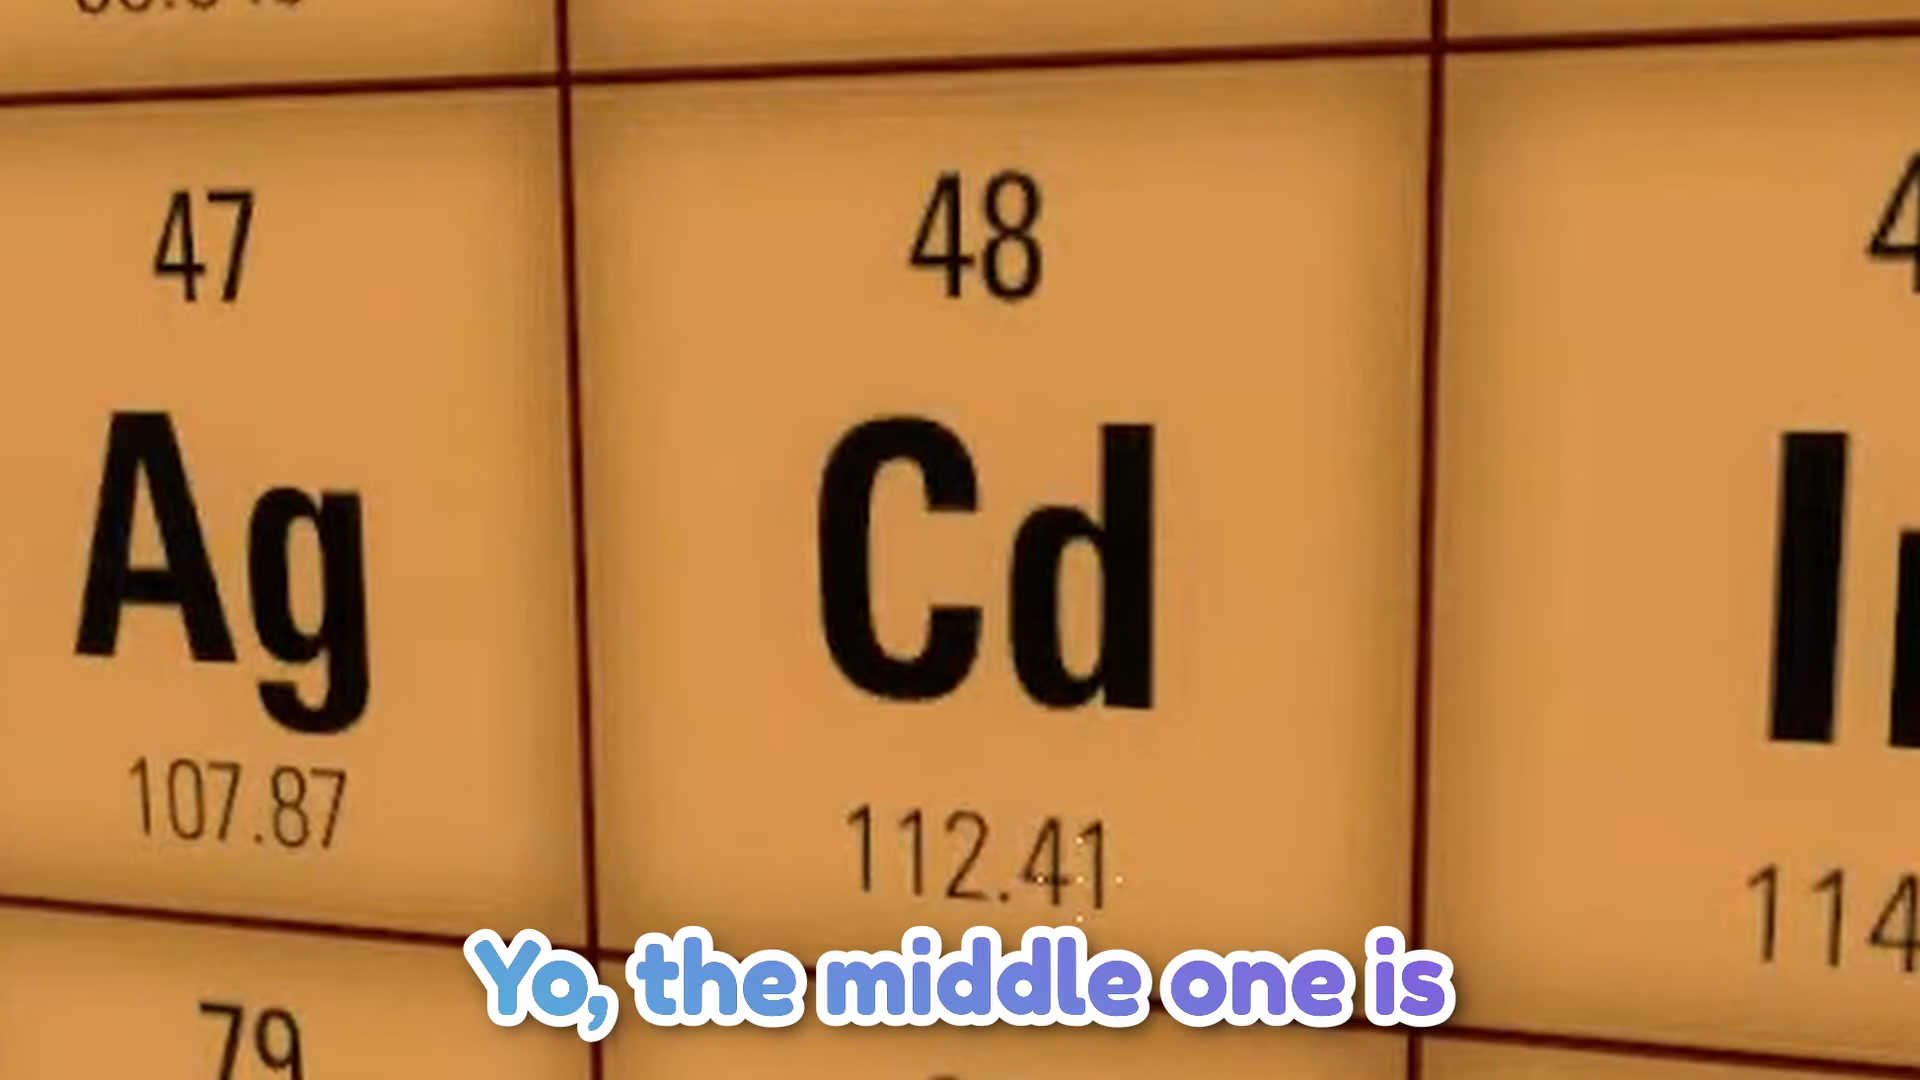 47
48
Ag
Cd
107.87
112.41
114
Yo, the middle one is
79